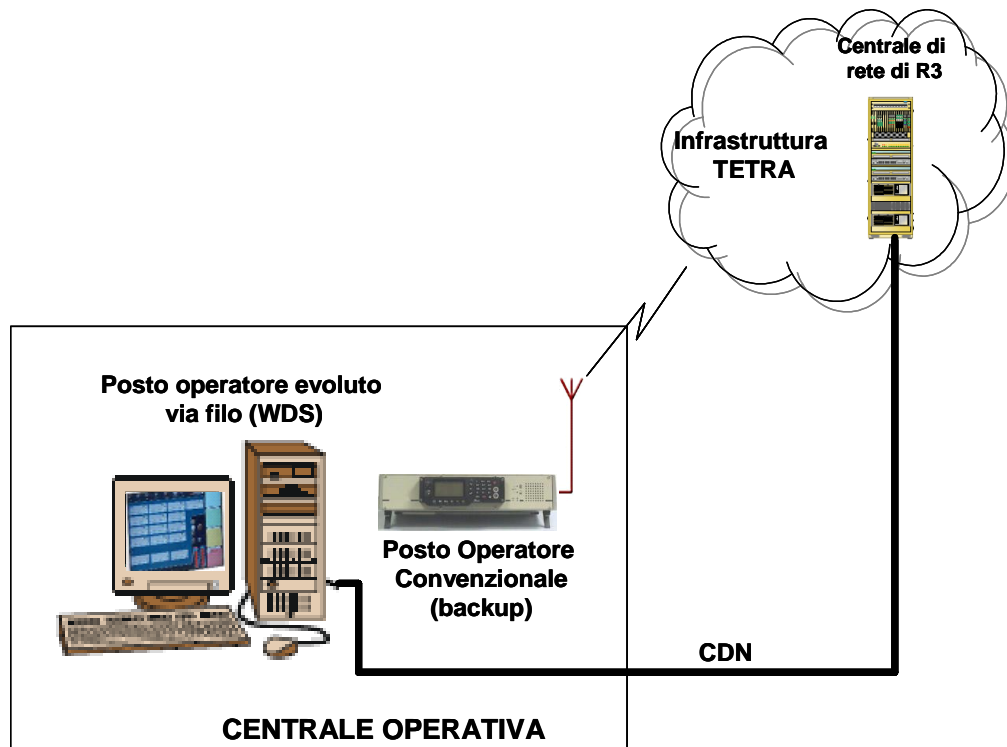 Centrale di
rete di R3
Infrastruttura
TETRA
Posto operatore evoluto
via filo (WDS)
Posto Operatore
Convenzionale
(backup)
CDN
CENTRALE OPERATIVA